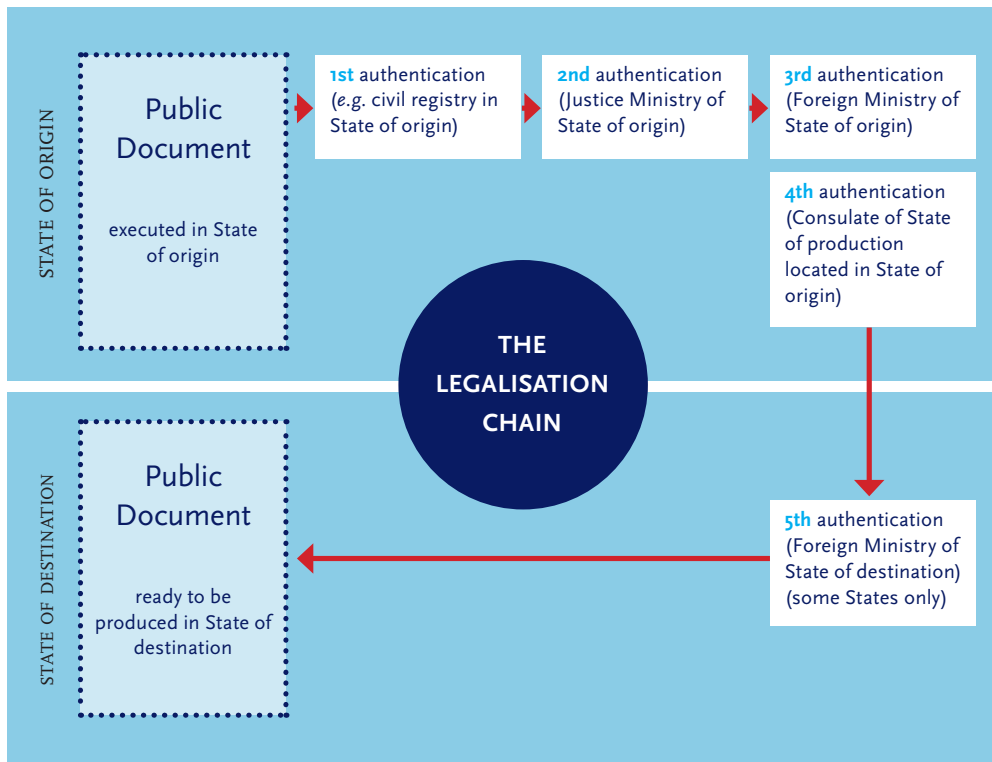 STATE OF ORIGIN
Public
Document
executed in State
of origin
1st authentication
(e.g. civil registry in
State of origin)
2nd authentication
(Justice Ministry of
State of origin)
3rd authentication
(Foreign Ministry of
State of origin)
4th authentication
(Consulate of State
of production
located in State of
origin)
THE
LEGALISATION
CHAIN
STATE OF DESTINATION
Public
Document
ready to be
produced in State of
destination
5th authentication
(Foreign Ministry of
State of destination)
(some States only)